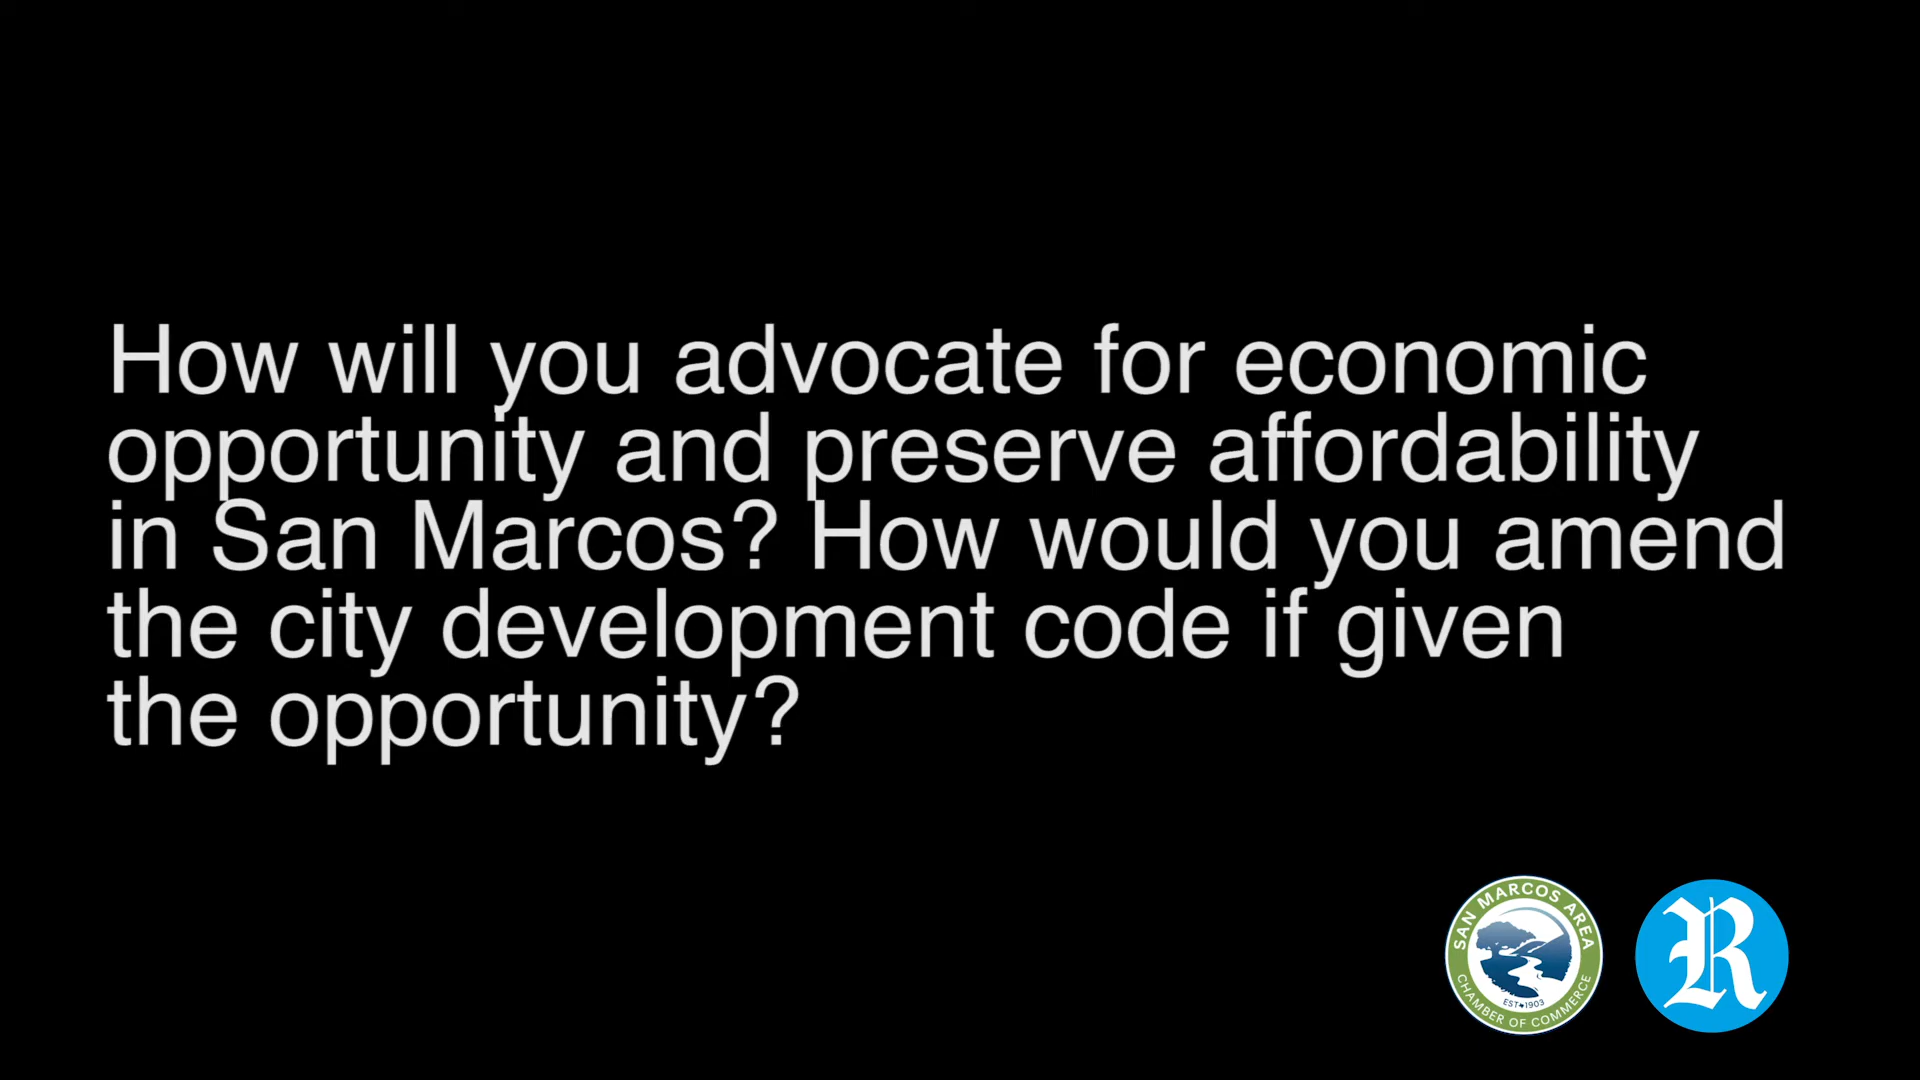 How will you advocate for economic
opportunity and preserve affordability
in San Marcos? How would you amend
the city development code if given
the opportunity?
SAN MARCOS AREA
EST 1903
CHAMBER OF COMMERCE
R